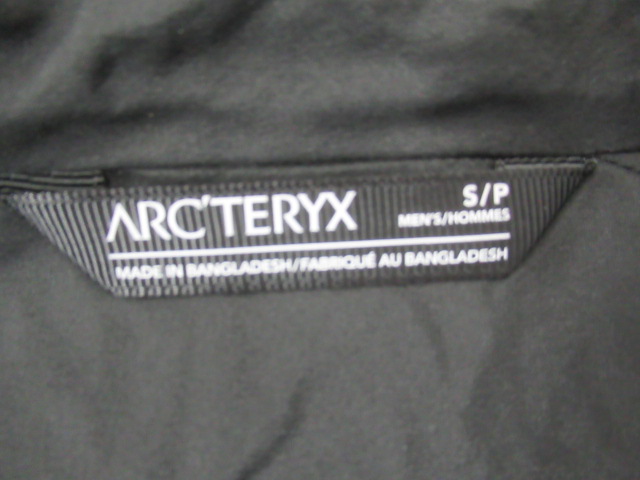 ARC'TERYX
S/P
MEN'S/HOMMES
MADE IN BANGLADESH/FABRIQUÉ AU BANGLADESH